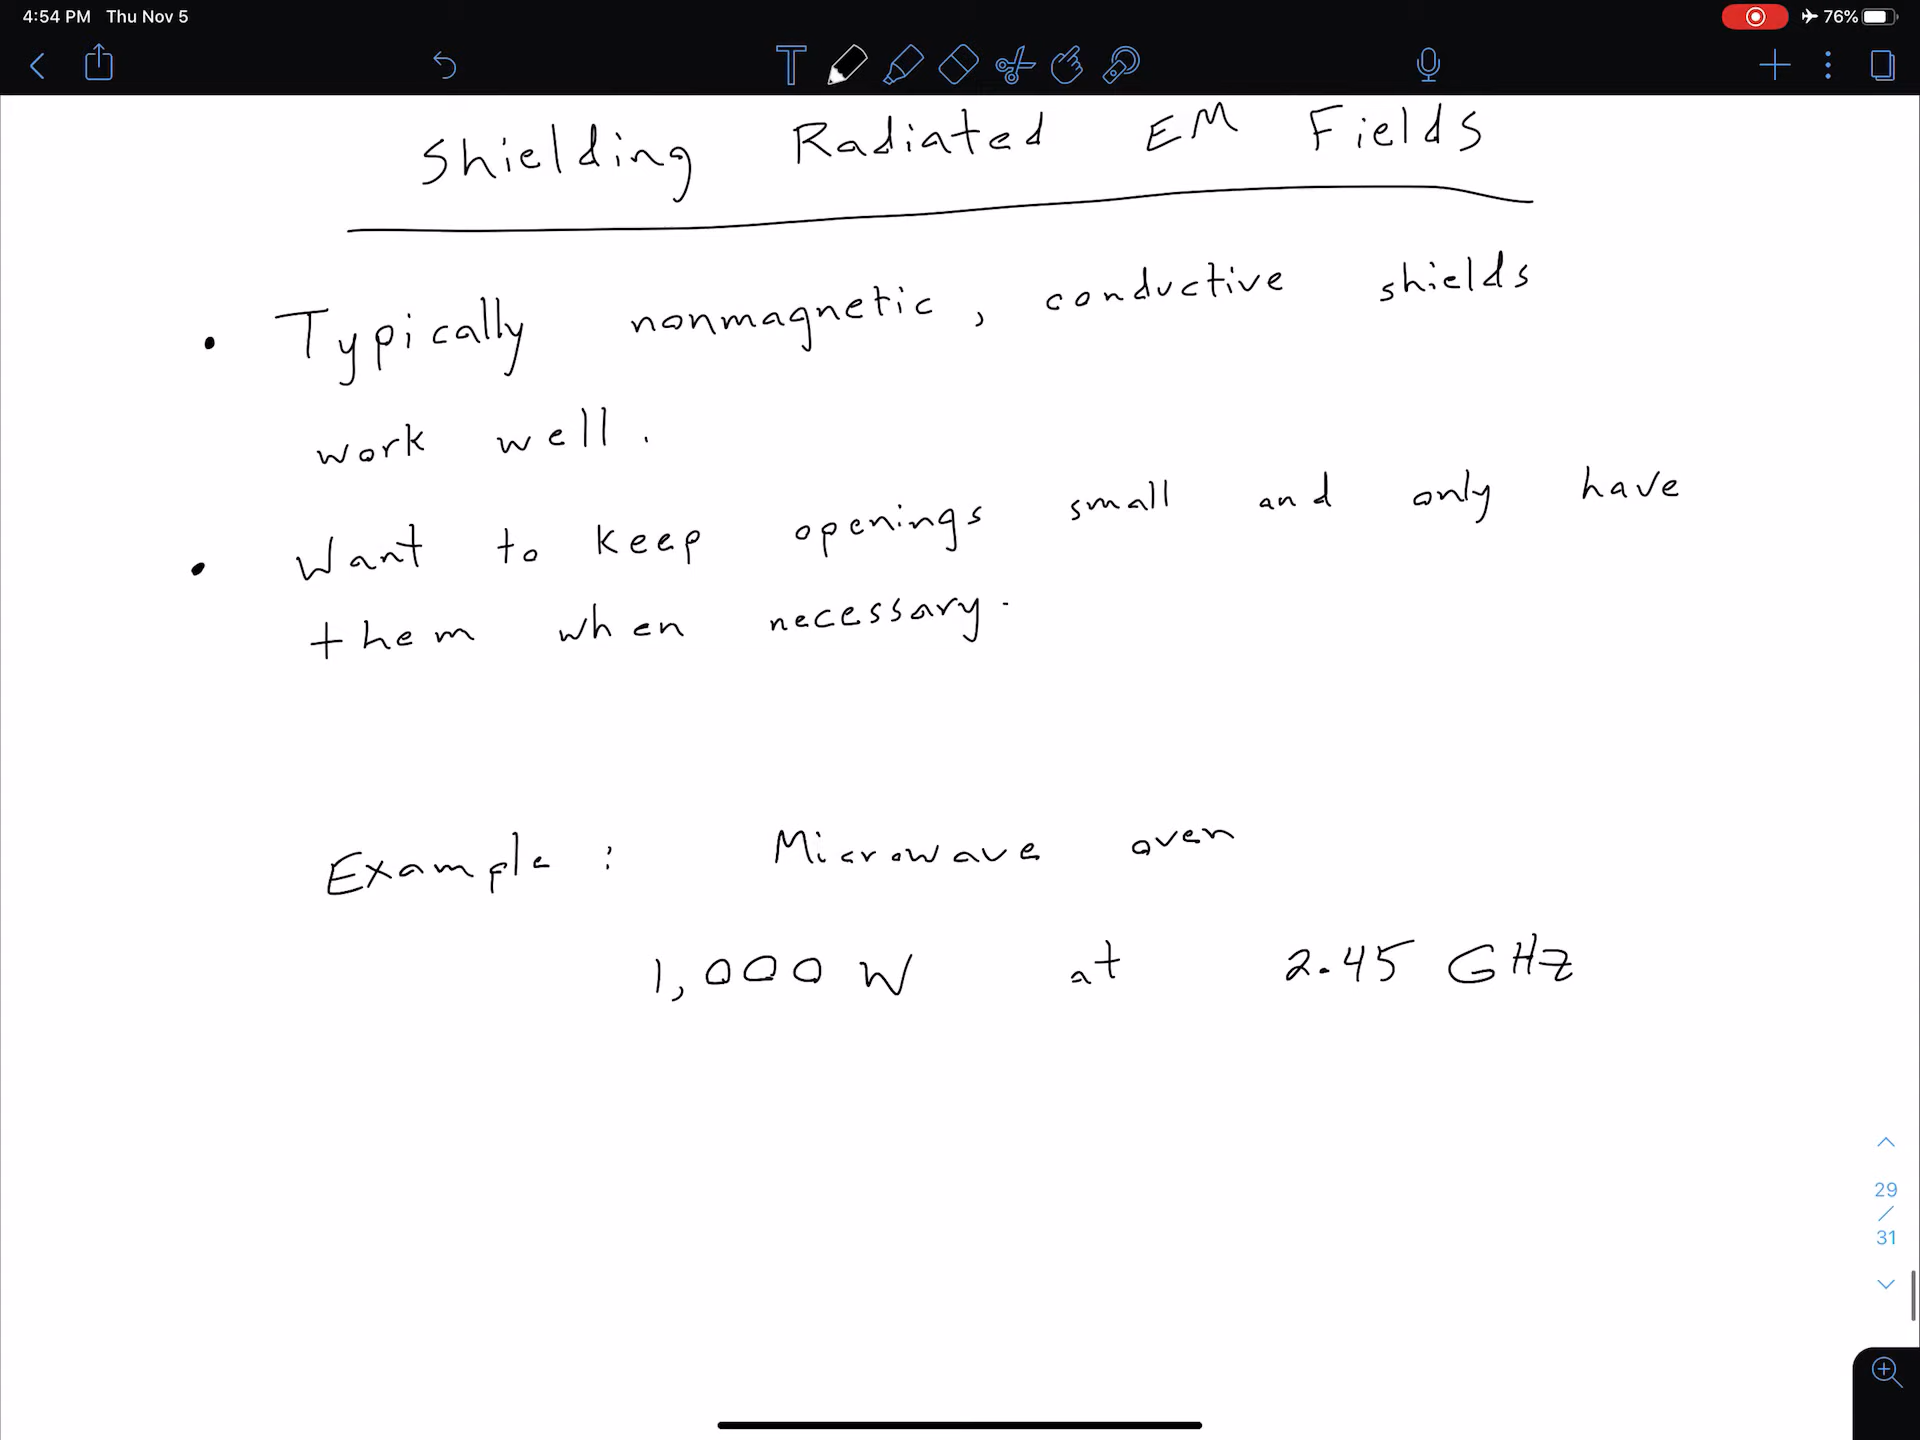 4:54 PM Thu Nov 5
76%
Shielding Radiated EM Fields
• Typically nonmagnetic, conductive shields
work well.
• Want to keep openings small and only have
them when necessary.
Example: Microwave oven
1,000 W at 2.45 GHz
29
/
31